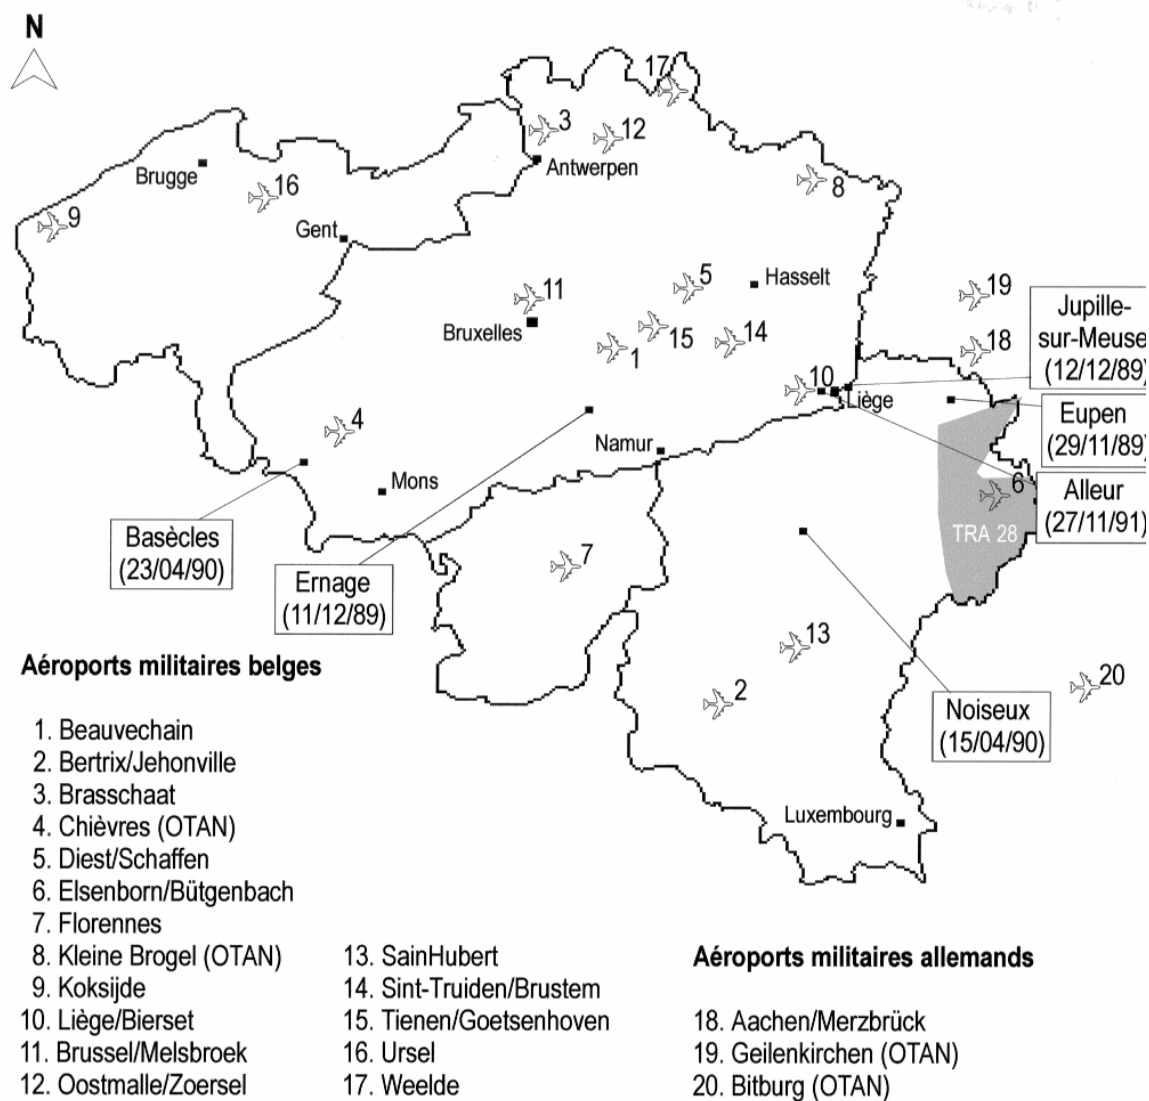 N
17
3
12
Antwerpen
Brugge
16
8
9
Gent
5
Hasselt
19
11
Jupille-
sur-Meuse
(12/12/89)
Bruxelles
15
14
18
1
10
Liège
Eupen
(29/11/89)
4
Namur
Mons
6
Alleur
(27/11/91)
Basècles
(23/04/90)
TRA 28
7
Ernage
(11/12/89)
13
2
20
Noiseux
(15/04/90)
Luxembourg
Aéroports militaires belges
1. Beauvechain
2. Bertrix/Jehonville
3. Brasschaat
4. Chièvres (OTAN)
5. Diest/Schaffen
6. Elsenborn/Bütgenbach
7. Florennes
8. Kleine Brogel (OTAN)
9. Koksijde
10. Liège/Bierset
11. Brussel/Melsbroek
12. Oostmalle/Zoersel
13. SainHubert
14. Sint-Truiden/Brustem
15. Tienen/Goetsenhoven
16. Ursel
17. Weelde
Aéroports militaires allemands
18. Aachen/Merzbrück
19. Geilenkirchen (OTAN)
20. Bitburg (OTAN)